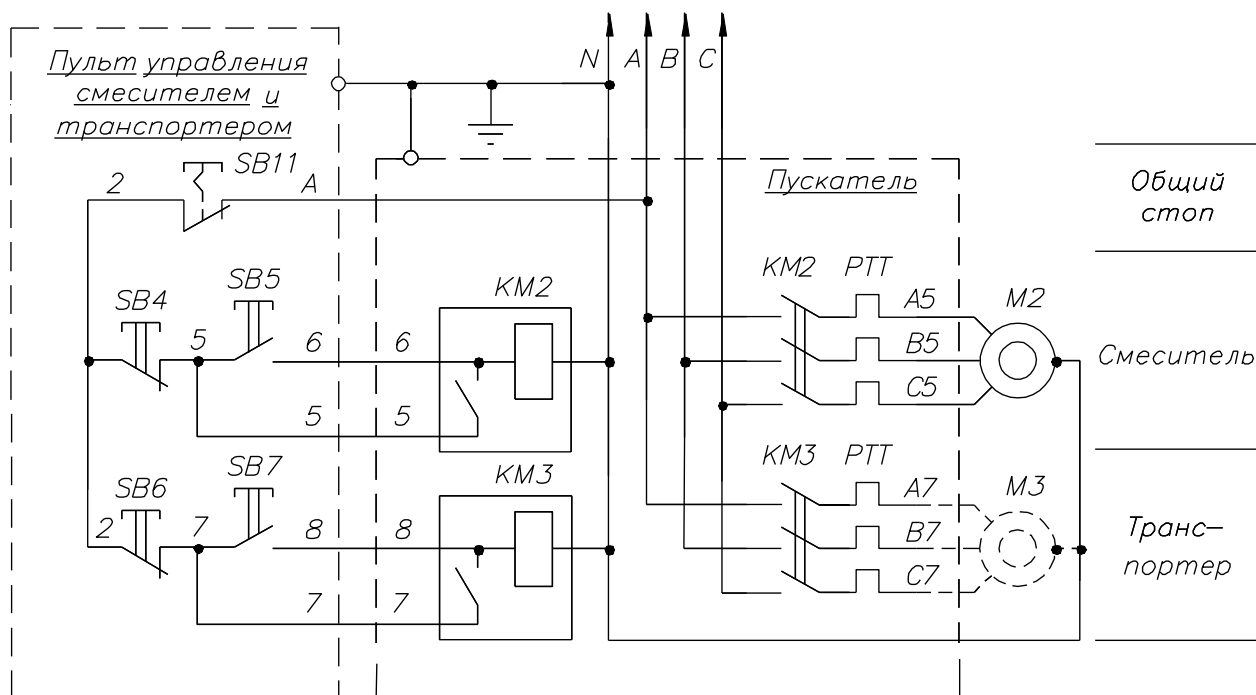 Пульт управления
смесителем и
транспортером
N A B C
SB11
2 A
Пускатель
Общий
стоп
SB4 SB5 KM2
5 6 6
5 5
KM2 РТТ A5 M2
B5
C5
Смеситель
SB6 SB7 KM3
2 7 8 8
7 7
KM3 РТТ A7 M3
B7
C7
Транс-
портер